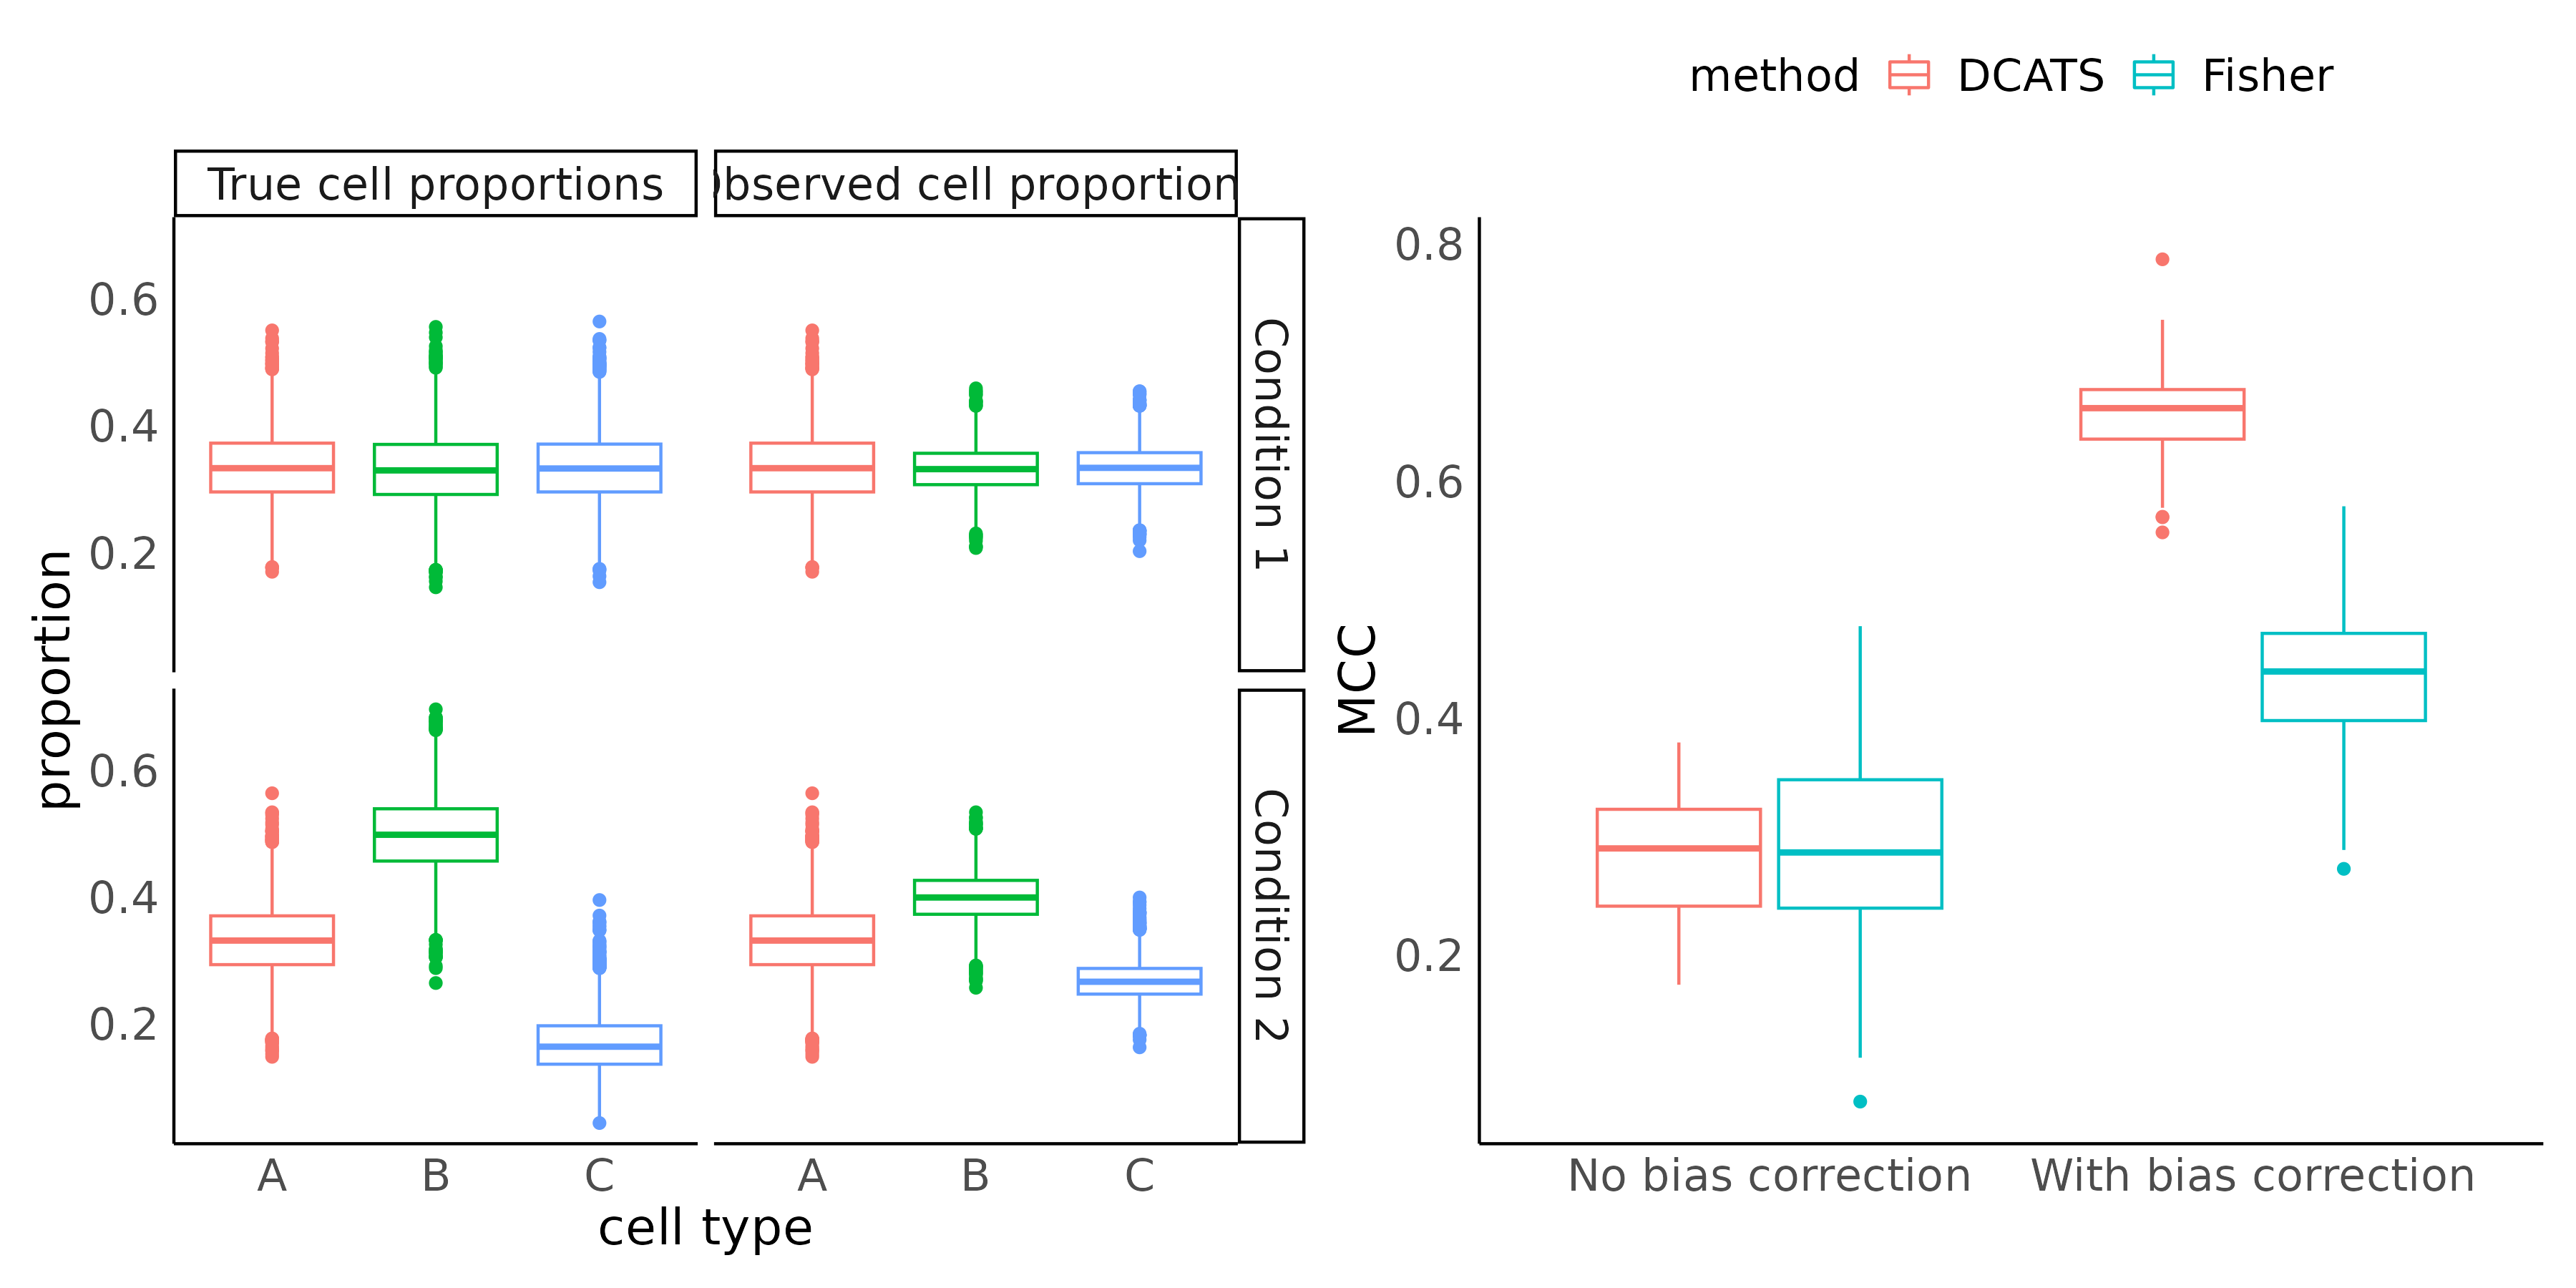 method DCATS Fisher
True cell proportions
bserved cell proportion
Condition 1
Condition 2
proportion
0.6
0.4
0.2
0.6
0.4
0.2
A B C A B C
cell type
MCC
0.8
0.6
0.4
0.2
No bias correction With bias correction